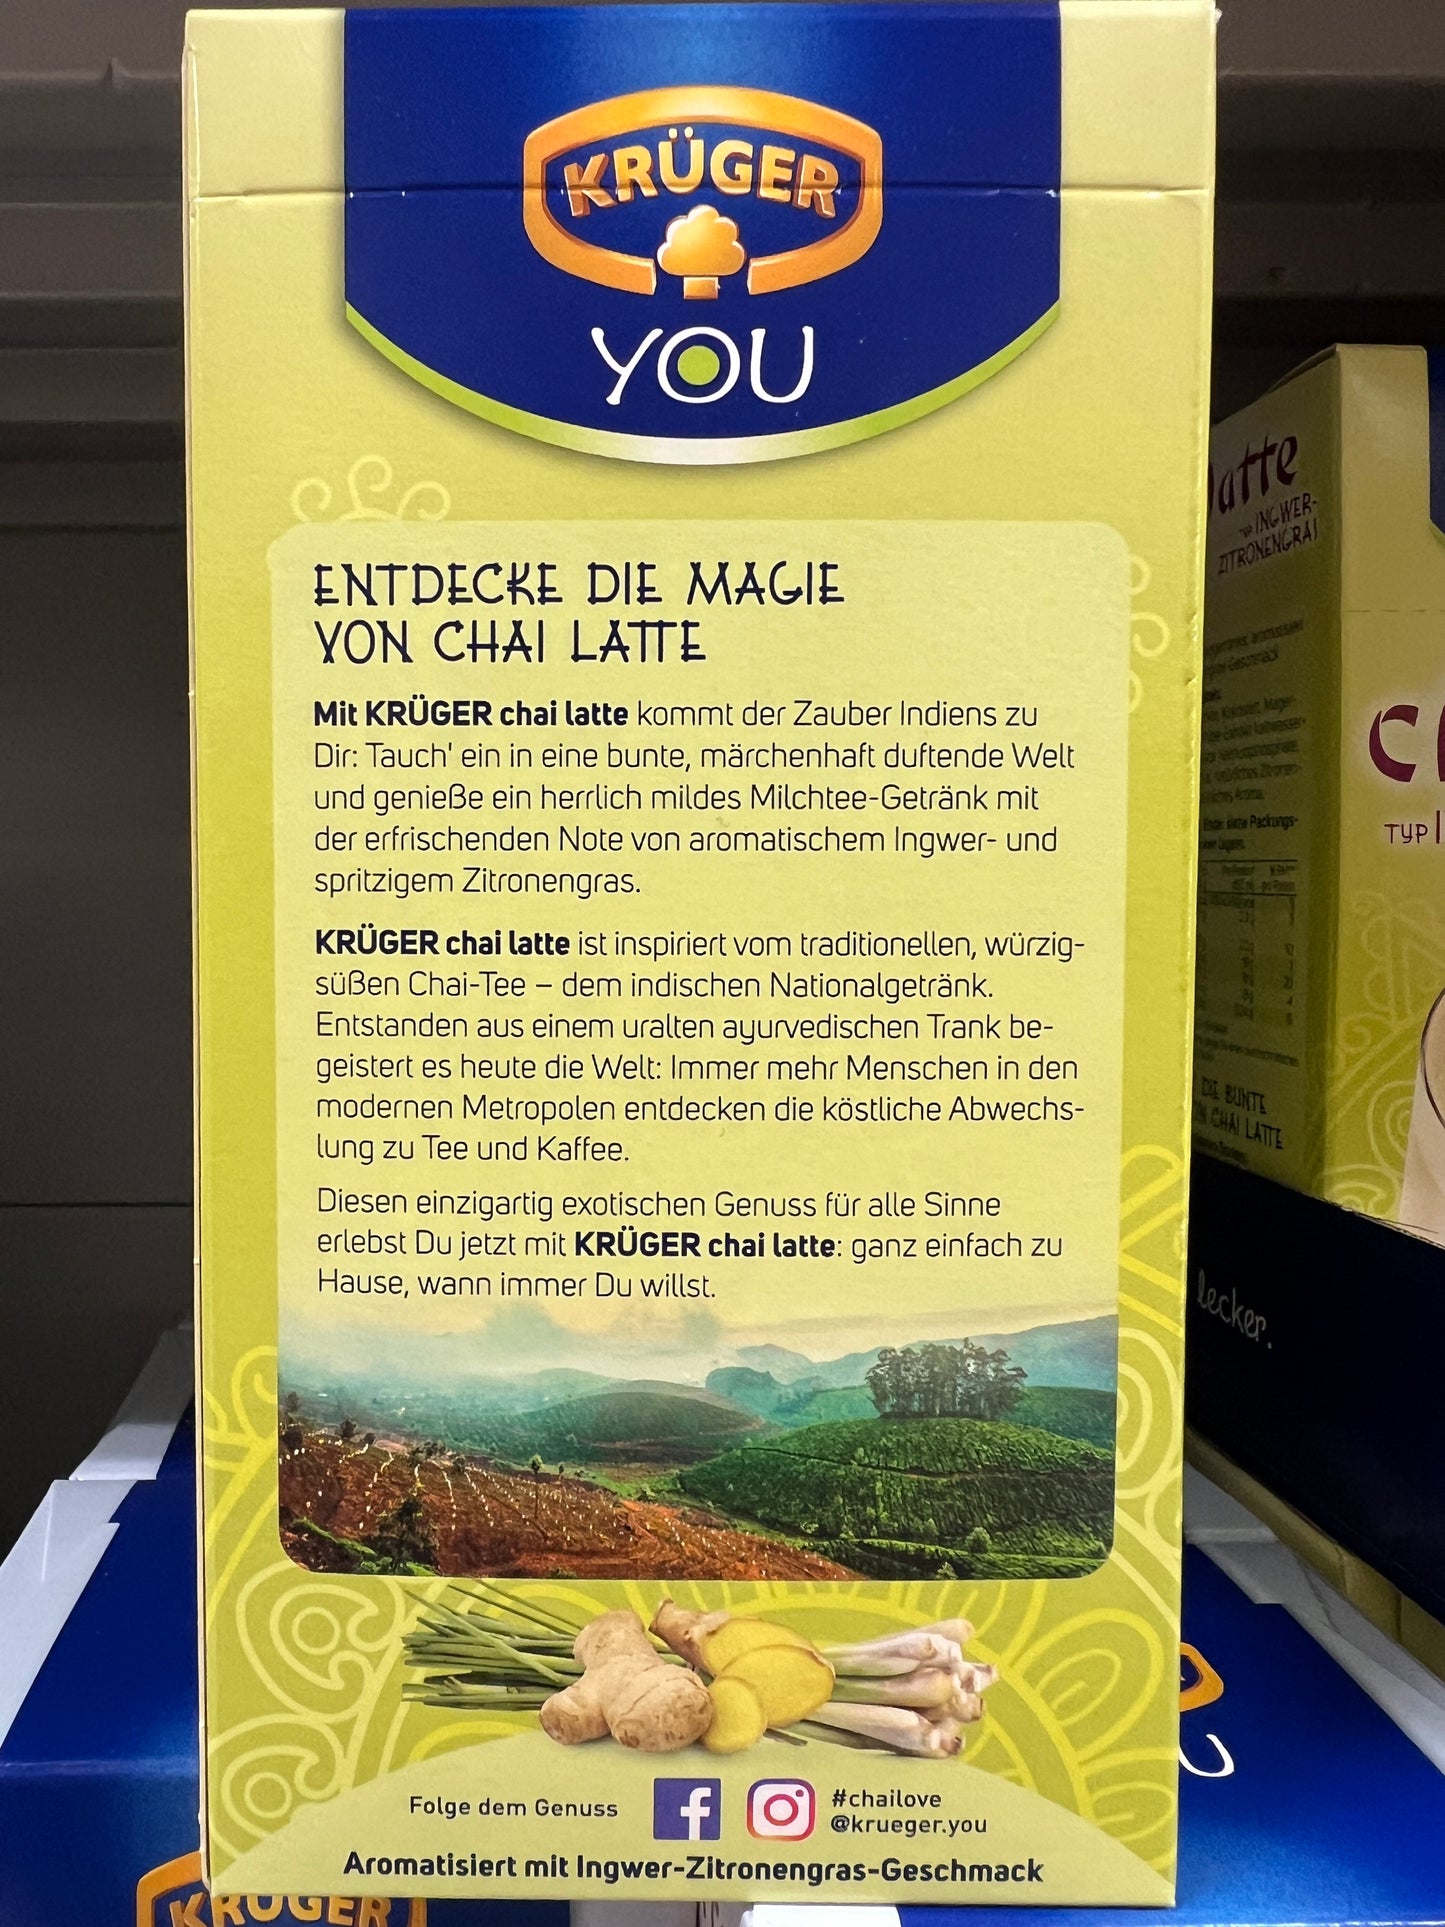 KRÜGER
YOU
ENTDECKE DIE MAGIE
VON CHAI LATTE
Mit KRÜGER chai latte kommt der Zauber Indiens zu
Dir: Tauch' ein in eine bunte, märchenhaft duftende Welt
und genieße ein herrlich mildes Milchtee-Getränk mit
der erfrischenden Note von aromatischem Ingwer- und
spritzigem Zitronengras.
KRÜGER chai latte ist inspiriert vom traditionellen, würzig-
süßen Chai-Tee – dem indischen Nationalgetränk.
Entstanden aus einem uralten ayurvedischen Trank be-
geistert es heute die Welt: Immer mehr Menschen in den
modernen Metropolen entdecken die köstliche Abwechs-
lung zu Tee und Kaffee.
Diesen einzigartig exotischen Genuss für alle Sinne
erlebst Du jetzt mit KRÜGER chai latte: ganz einfach zu
Hause, wann immer Du willst.
Folge dem Genuss
#chailove
@krueger.you
Aromatisiert mit Ingwer-Zitronengras-Geschmack
INGWER-
ZITRONENGRAS
siehe Packungs-
DIE BUNTE
CHAI LATTE
TYP
lecker.
KRÜGER